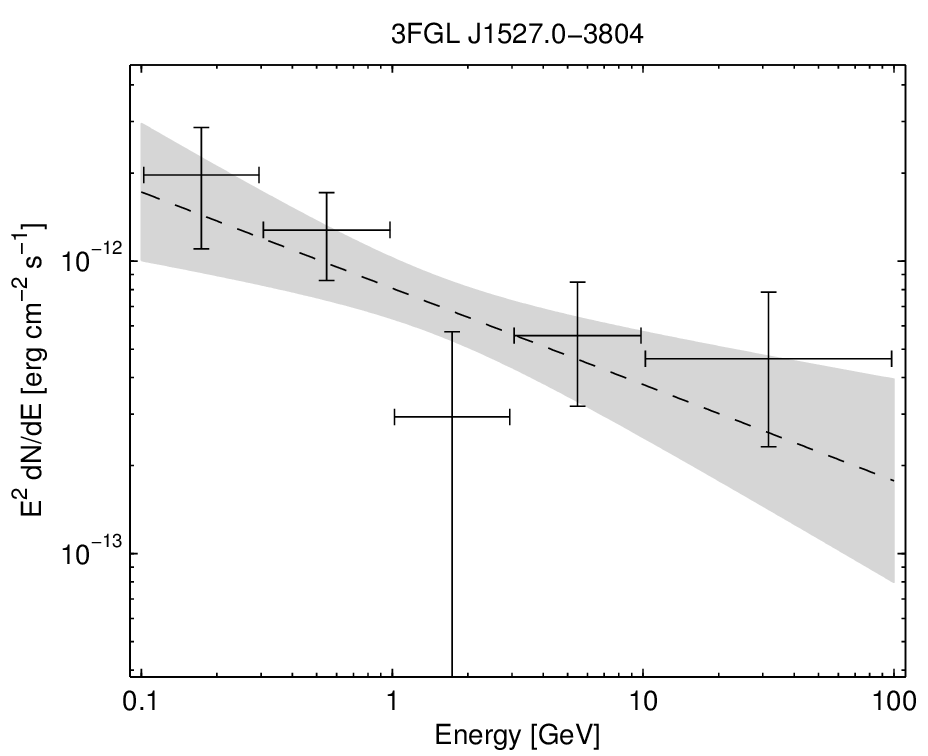 3FGL J1527.0−3804
E² dN/dE [erg cm⁻² s⁻¹]
10⁻¹²
10⁻¹³
0.1 1 10 100
Energy [GeV]